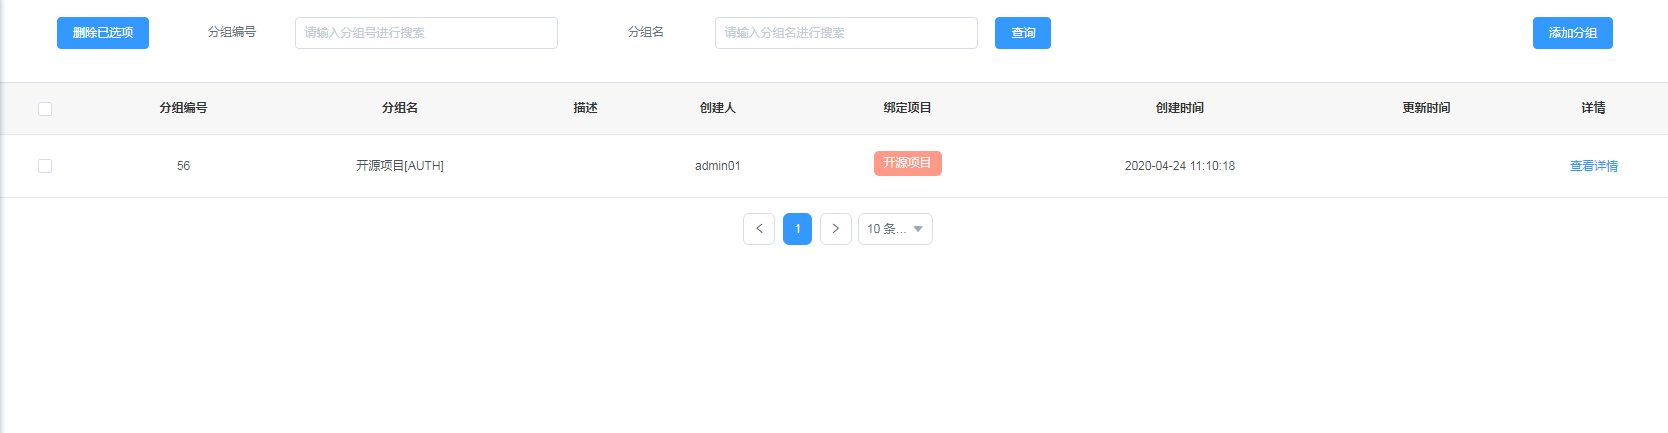 删除已选项 分组编号 请输入分组号进行搜索 分组名 请输入分组名进行搜索 查询 添加分组
分组编号 分组名 描述 创建人 绑定项目 创建时间 更新时间 详情
56 开源项目[AUTH] admin01 开源项目 2020-04-24 11:10:18 查看详情
1 10 条...